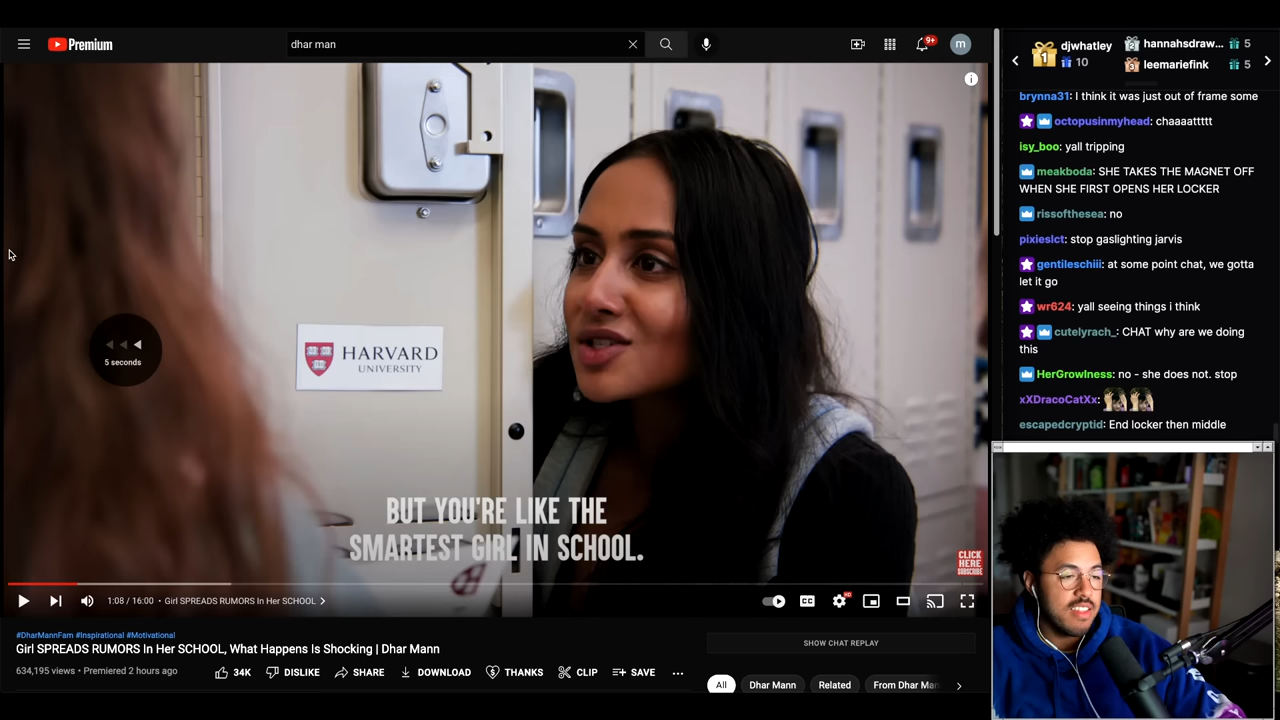 Premium
dhar man
9+
m
HARVARD
UNIVERSITY
5 seconds
BUT YOU'RE LIKE THE
SMARTEST GIRL IN SCHOOL.
CLICK
HERE
SUBSCRIBE
1:08 / 16:00 • Girl SPREADS RUMORS In Her SCHOOL
HD
#DharMannFam #Inspirational #Motivational
Girl SPREADS RUMORS In Her SCHOOL, What Happens Is Shocking | Dhar Mann
634,195 views • Premiered 2 hours ago
34K DISLIKE SHARE DOWNLOAD THANKS CLIP SAVE
SHOW CHAT REPLAY
All Dhar Mann Related From Dhar Man
1 djwhatley 10
2 hannahsdraw... 5
3 leemariefink 5
brynna31: I think it was just out of frame some
octopusinmyhead: chaaaattttt
isy_boo: yall tripping
meakboda: SHE TAKES THE MAGNET OFF
WHEN SHE FIRST OPENS HER LOCKER
rissofthesea: no
pixieslct: stop gaslighting jarvis
gentileschiii: at some point chat, we gotta
let it go
wr624: yall seeing things i think
cutelyrach_: CHAT why are we doing
this
HerGrowlness: no - she does not. stop
xXDracoCatXx:
escapedcryptid: End locker then middle